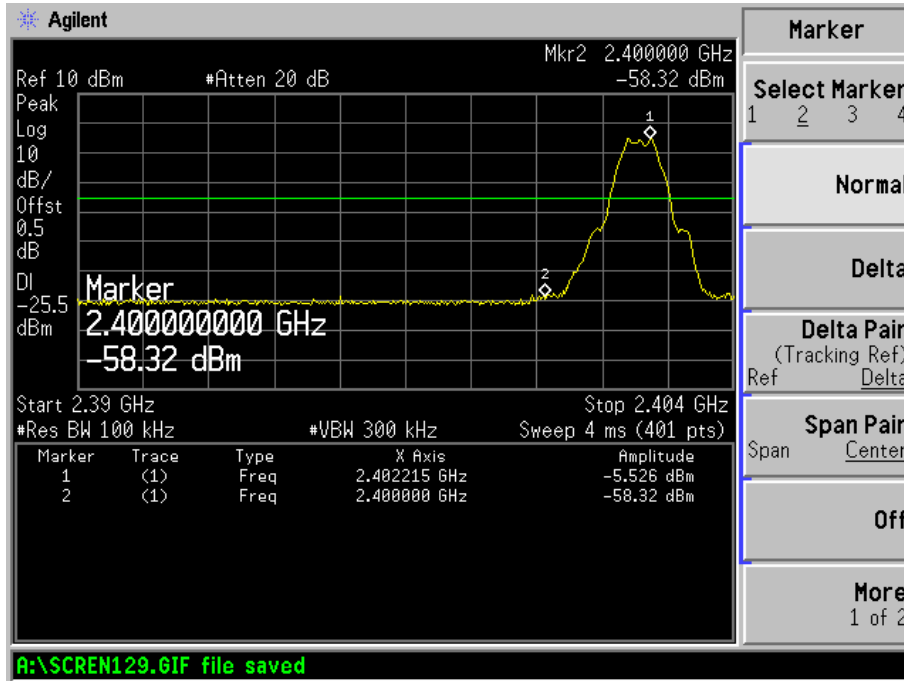 Agilent
Marker
Mkr2 2.400000 GHz
Ref 10 dBm #Atten 20 dB -58.32 dBm
Peak
Log
10
dB/
Offst
0.5
dB
DI
-25.5
dBm
1
2
Marker
2.400000000 GHz
-58.32 dBm
Start 2.39 GHz Stop 2.404 GHz
#Res BW 100 kHz #VBW 300 kHz Sweep 4 ms (401 pts)
Marker Trace Type X Axis Amplitude
1 (1) Freq 2.402215 GHz -5.526 dBm
2 (1) Freq 2.400000 GHz -58.32 dBm
Select Marker
1 2 3 4
Normal
Delta
Delta Pair
(Tracking Ref)
Ref Delta
Span Pair
Span Center
Off
More
1 of 2
A:\SCREN129.GIF file saved